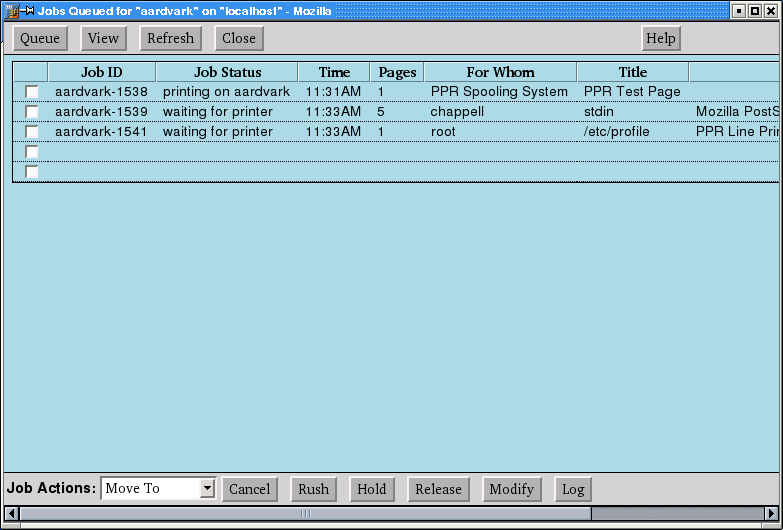 Jobs Queued for "aardvark" on "localhost" - Mozilla
Queue View Refresh Close Help
Job ID Job Status Time Pages For Whom Title
aardvark-1538 printing on aardvark 11:31AM 1 PPR Spooling System PPR Test Page
aardvark-1539 waiting for printer 11:33AM 5 chappell stdin Mozilla PostS
aardvark-1541 waiting for printer 11:33AM 1 root /etc/profile PPR Line Prin
Job Actions: Move To Cancel Rush Hold Release Modify Log